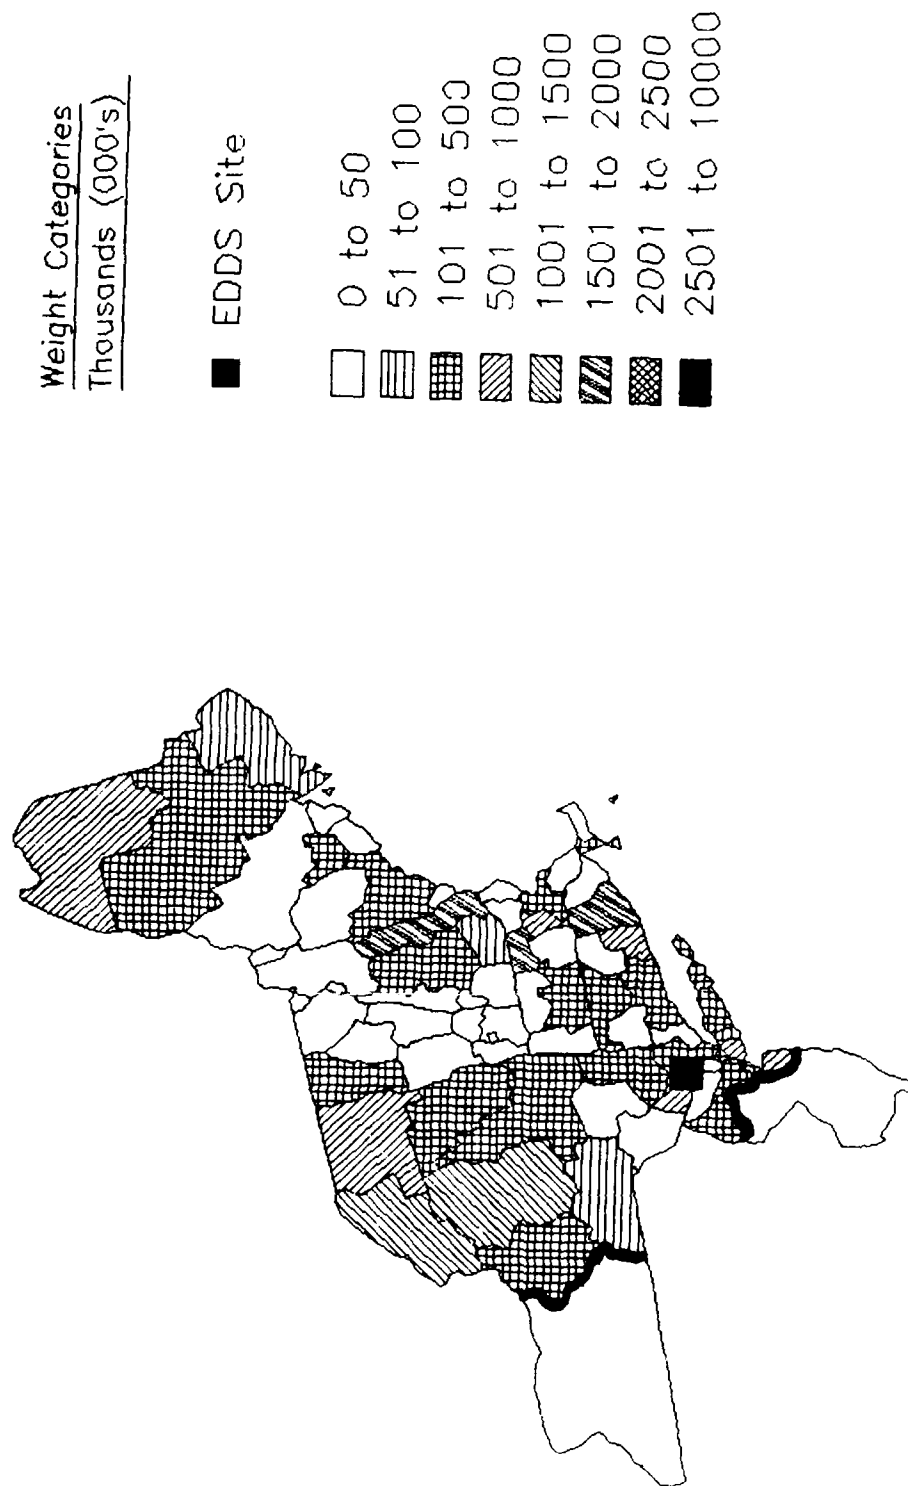 Weight Categories
Thousands (000's)
EDDS Site
0 to 50
51 to 100
101 to 500
501 to 1000
1001 to 1500
1501 to 2000
2001 to 2500
2501 to 10000